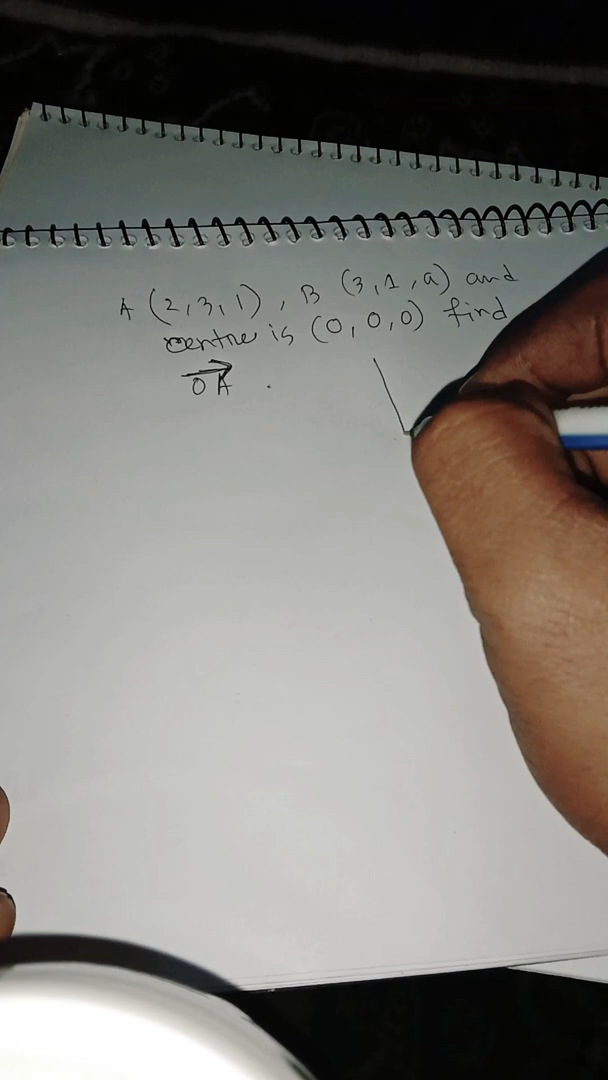 A (2,3,1), B (3,1,a) and
centre is (0,0,0) find
→
OA .